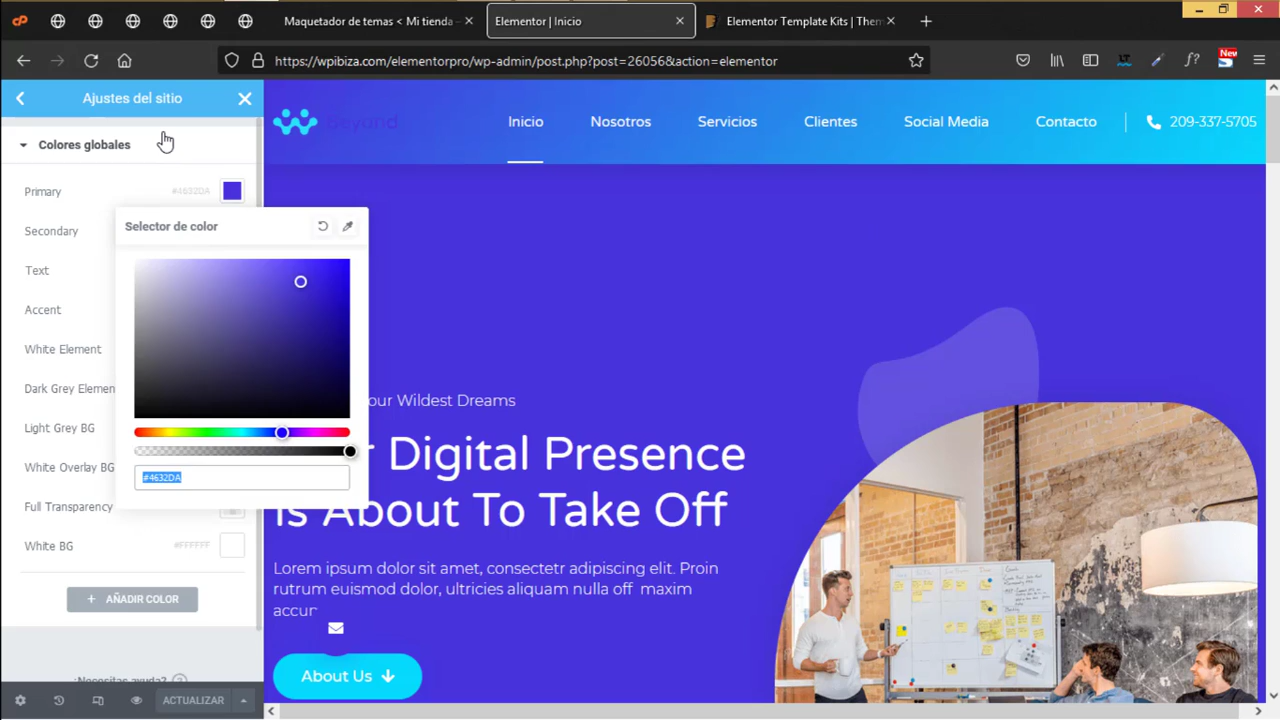 Maquetador de temas < Mi tienda -
Elementor | Inicio
Elementor Template Kits | Them
https://wpibiza.com/elementorpro/wp-admin/post.php?post=26056&action=elementor
New
Ajustes del sitio
Colores globales
Primary
#4632DA
Selector de color
Secondary
Text
Accent
White Element
Dark Grey Elemen
Light Grey BG
White Overlay BG
#4632DA
Full Transparency
White BG
#FFFFFF
AÑADIR COLOR
¿Necesitas ayuda?
ACTUALIZAR
Beyond
Inicio
Nosotros
Servicios
Clientes
Social Media
Contacto
209-337-5705
our Wildest Dreams
r Digital Presence
Is About To Take Off
Lorem ipsum dolor sit amet, consectetr adipiscing elit. Proin
rutrum euismod dolor, ultricies aliquam nulla off maxim
accur
About Us